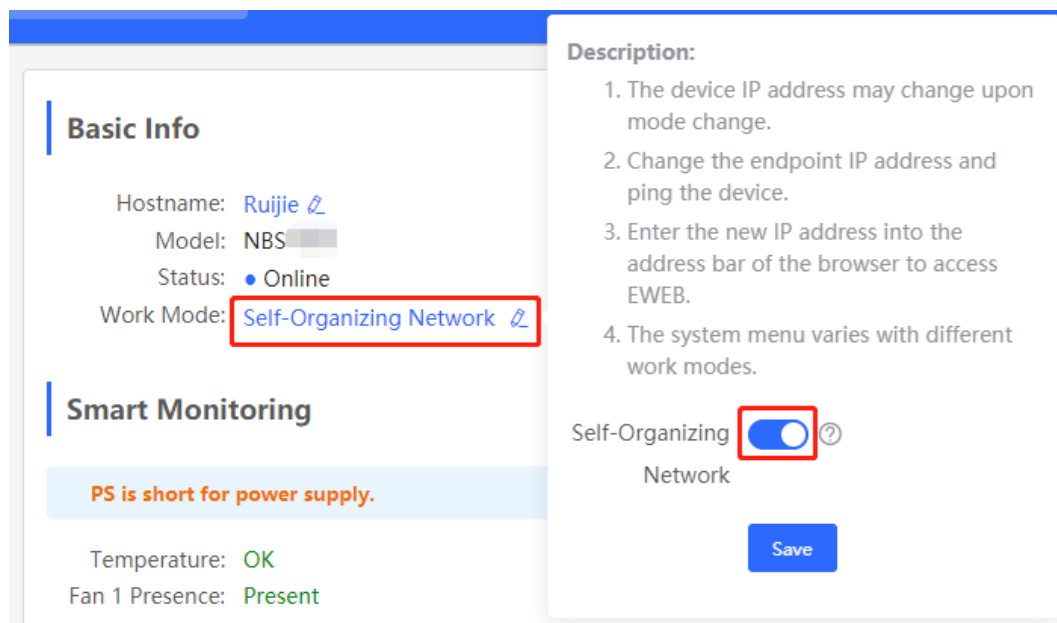 Basic Info
Hostname: Ruijie
Model: NBS
Status: • Online
Work Mode: Self-Organizing Network
Smart Monitoring
PS is short for power supply.
Temperature: OK
Fan 1 Presence: Present
Description:
1. The device IP address may change upon
mode change.
2. Change the endpoint IP address and
ping the device.
3. Enter the new IP address into the
address bar of the browser to access
EWEB.
4. The system menu varies with different
work modes.
Self-Organizing
Network
Save